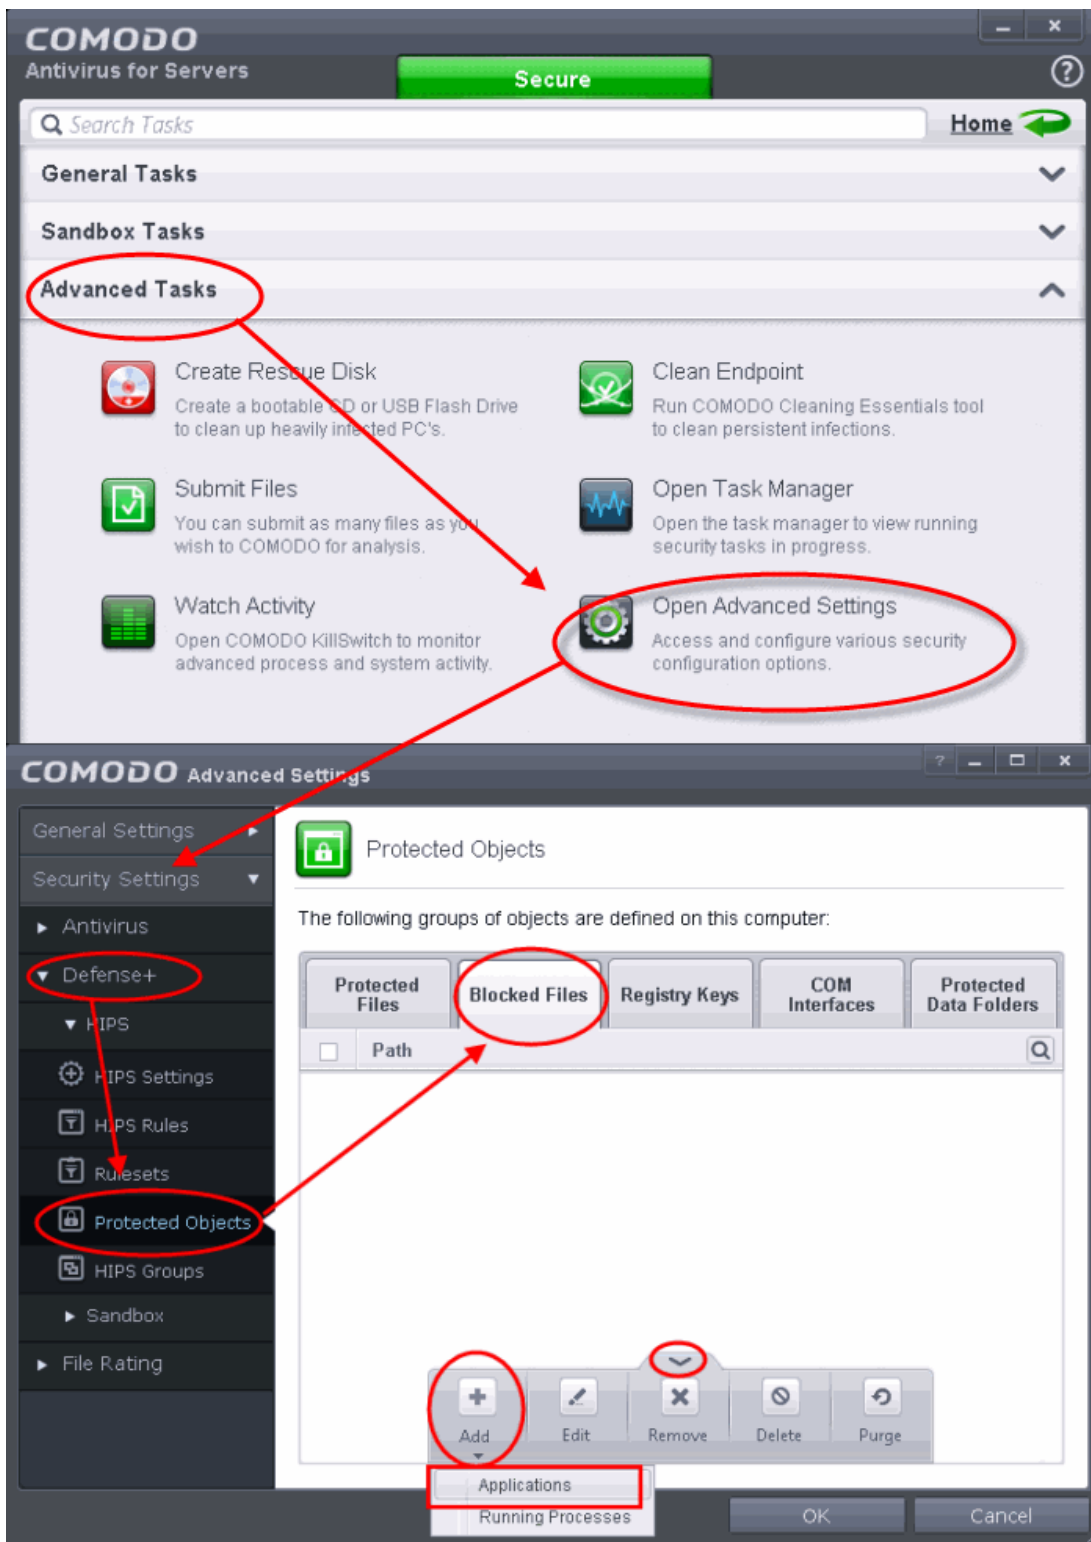 COMODO
Antivirus for Servers
Secure
?
Search Tasks
Home
General Tasks
Sandbox Tasks
Advanced Tasks
Create Rescue Disk
Create a bootable CD or USB Flash Drive
to clean up heavily infected PC's.
Clean Endpoint
Run COMODO Cleaning Essentials tool
to clean persistent infections.
Submit Files
You can submit as many files as you
wish to COMODO for analysis.
Open Task Manager
Open the task manager to view running
security tasks in progress.
Watch Activity
Open COMODO KillSwitch to monitor
advanced process and system activity.
Open Advanced Settings
Access and configure various security
configuration options.
COMODO Advanced Settings
?
General Settings
Security Settings
Antivirus
Defense+
HIPS
HIPS Settings
HIPS Rules
Rulesets
Protected Objects
HIPS Groups
Sandbox
File Rating
Protected Objects
The following groups of objects are defined on this computer:
Protected
Files
Blocked Files
Registry Keys
COM
Interfaces
Protected
Data Folders
Path
Add
Edit
Remove
Delete
Purge
Applications
Running Processes
OK
Cancel